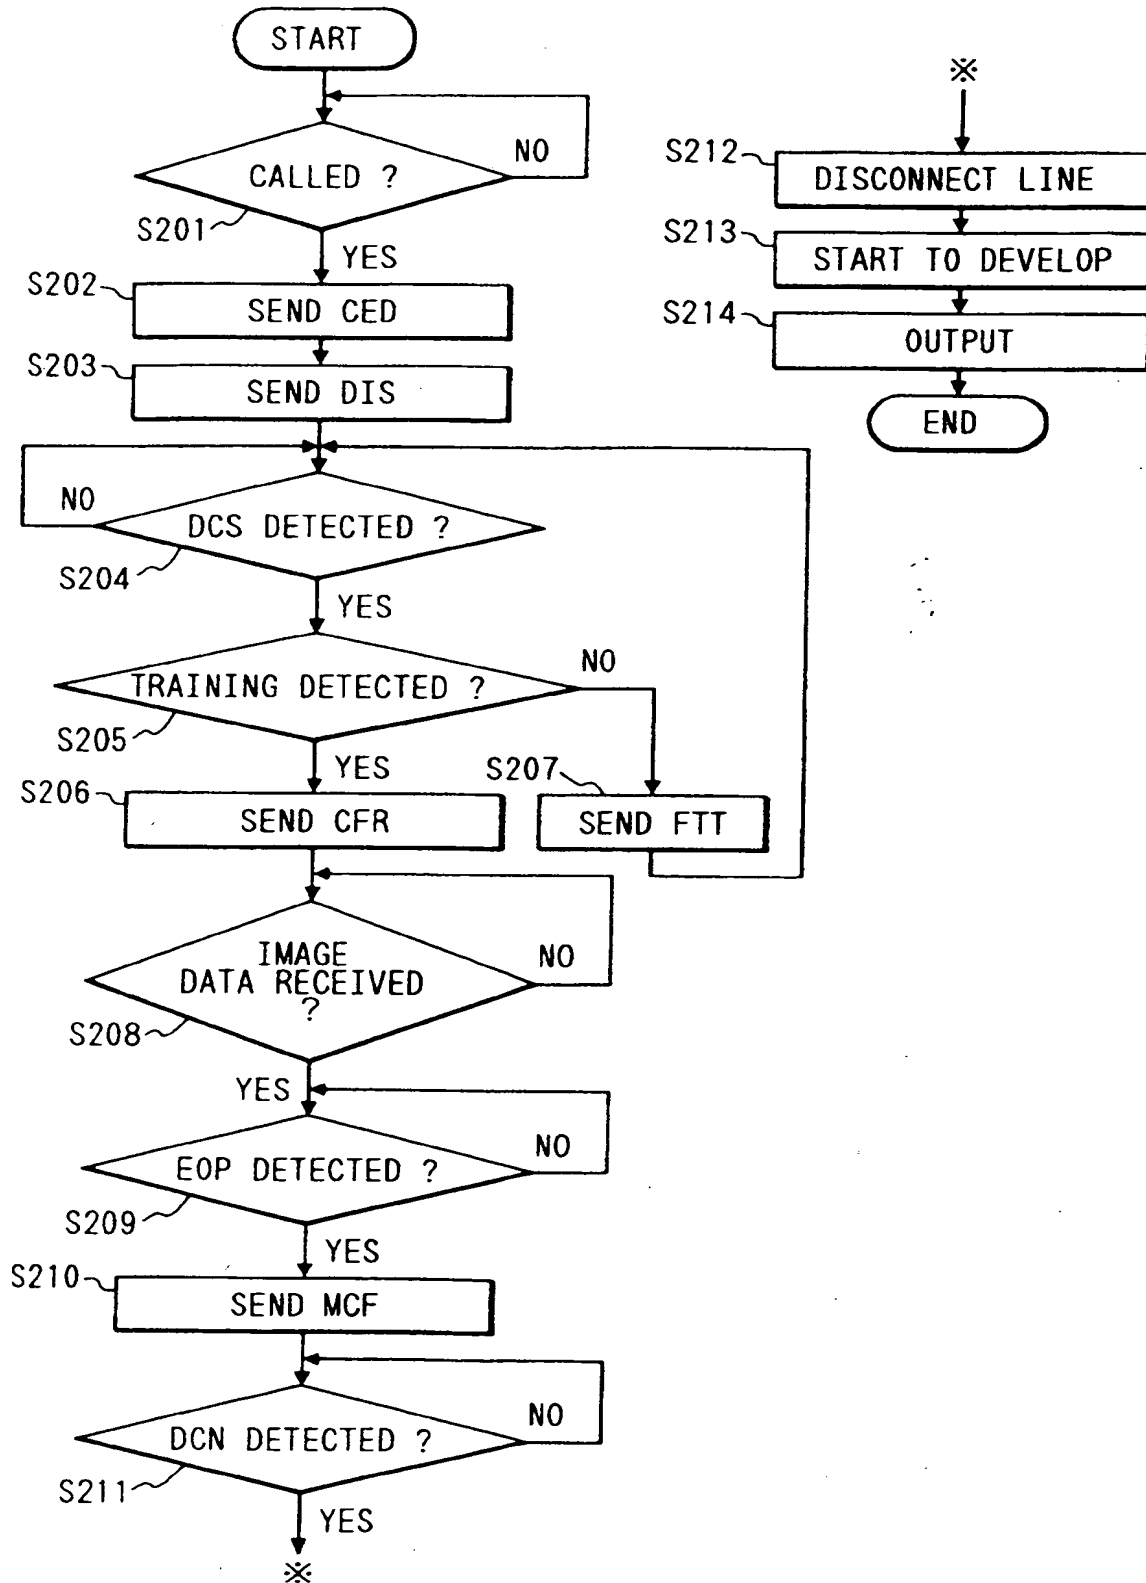 START
CALLED ?
NO
S201
YES
S202
SEND CED
S203
SEND DIS
NO
DCS DETECTED ?
S204
YES
TRAINING DETECTED ?
NO
S205
YES
S206
SEND CFR
S207
SEND FTT
IMAGE
DATA RECEIVED
?
NO
S208
YES
EOP DETECTED ?
NO
S209
YES
S210
SEND MCF
DCN DETECTED ?
NO
S211
YES
※
※
S212
DISCONNECT LINE
S213
START TO DEVELOP
S214
OUTPUT
END